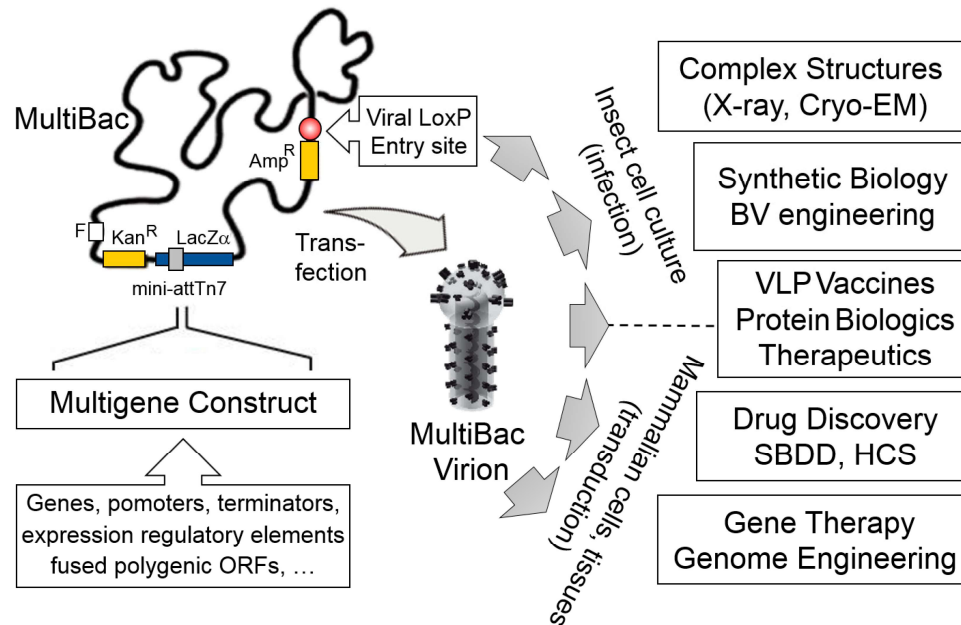 MultiBac
Viral LoxP
Entry site
Amp^R
F
Kan^R
LacZα
mini-attTn7
Trans-
fection
Multigene Construct
Genes, pomoters, terminators,
expression regulatory elements
fused polygenic ORFs, …
MultiBac
Virion
Insect cell culture
(infection)
Mammalian cells, tissues
(transduction)
Complex Structures
(X-ray, Cryo-EM)
Synthetic Biology
BV engineering
VLP Vaccines
Protein Biologics
Therapeutics
Drug Discovery
SBDD, HCS
Gene Therapy
Genome Engineering